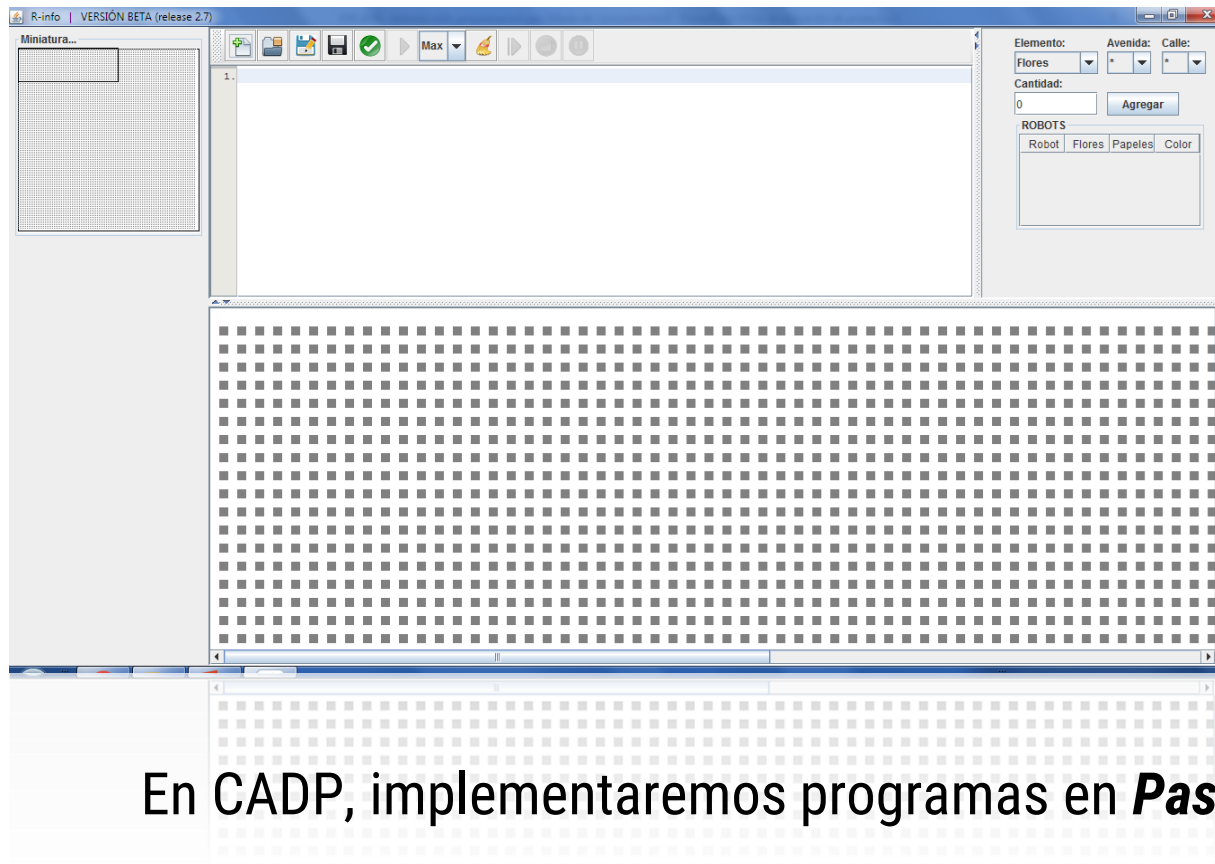 R-info | VERSIÓN BETA (release 2.7)
Miniatura...
Max
1.
Elemento: Avenida: Calle:
Flores * *
Cantidad:
0 Agregar
ROBOTS
Robot Flores Papeles Color
En CADP, implementaremos programas en Pas